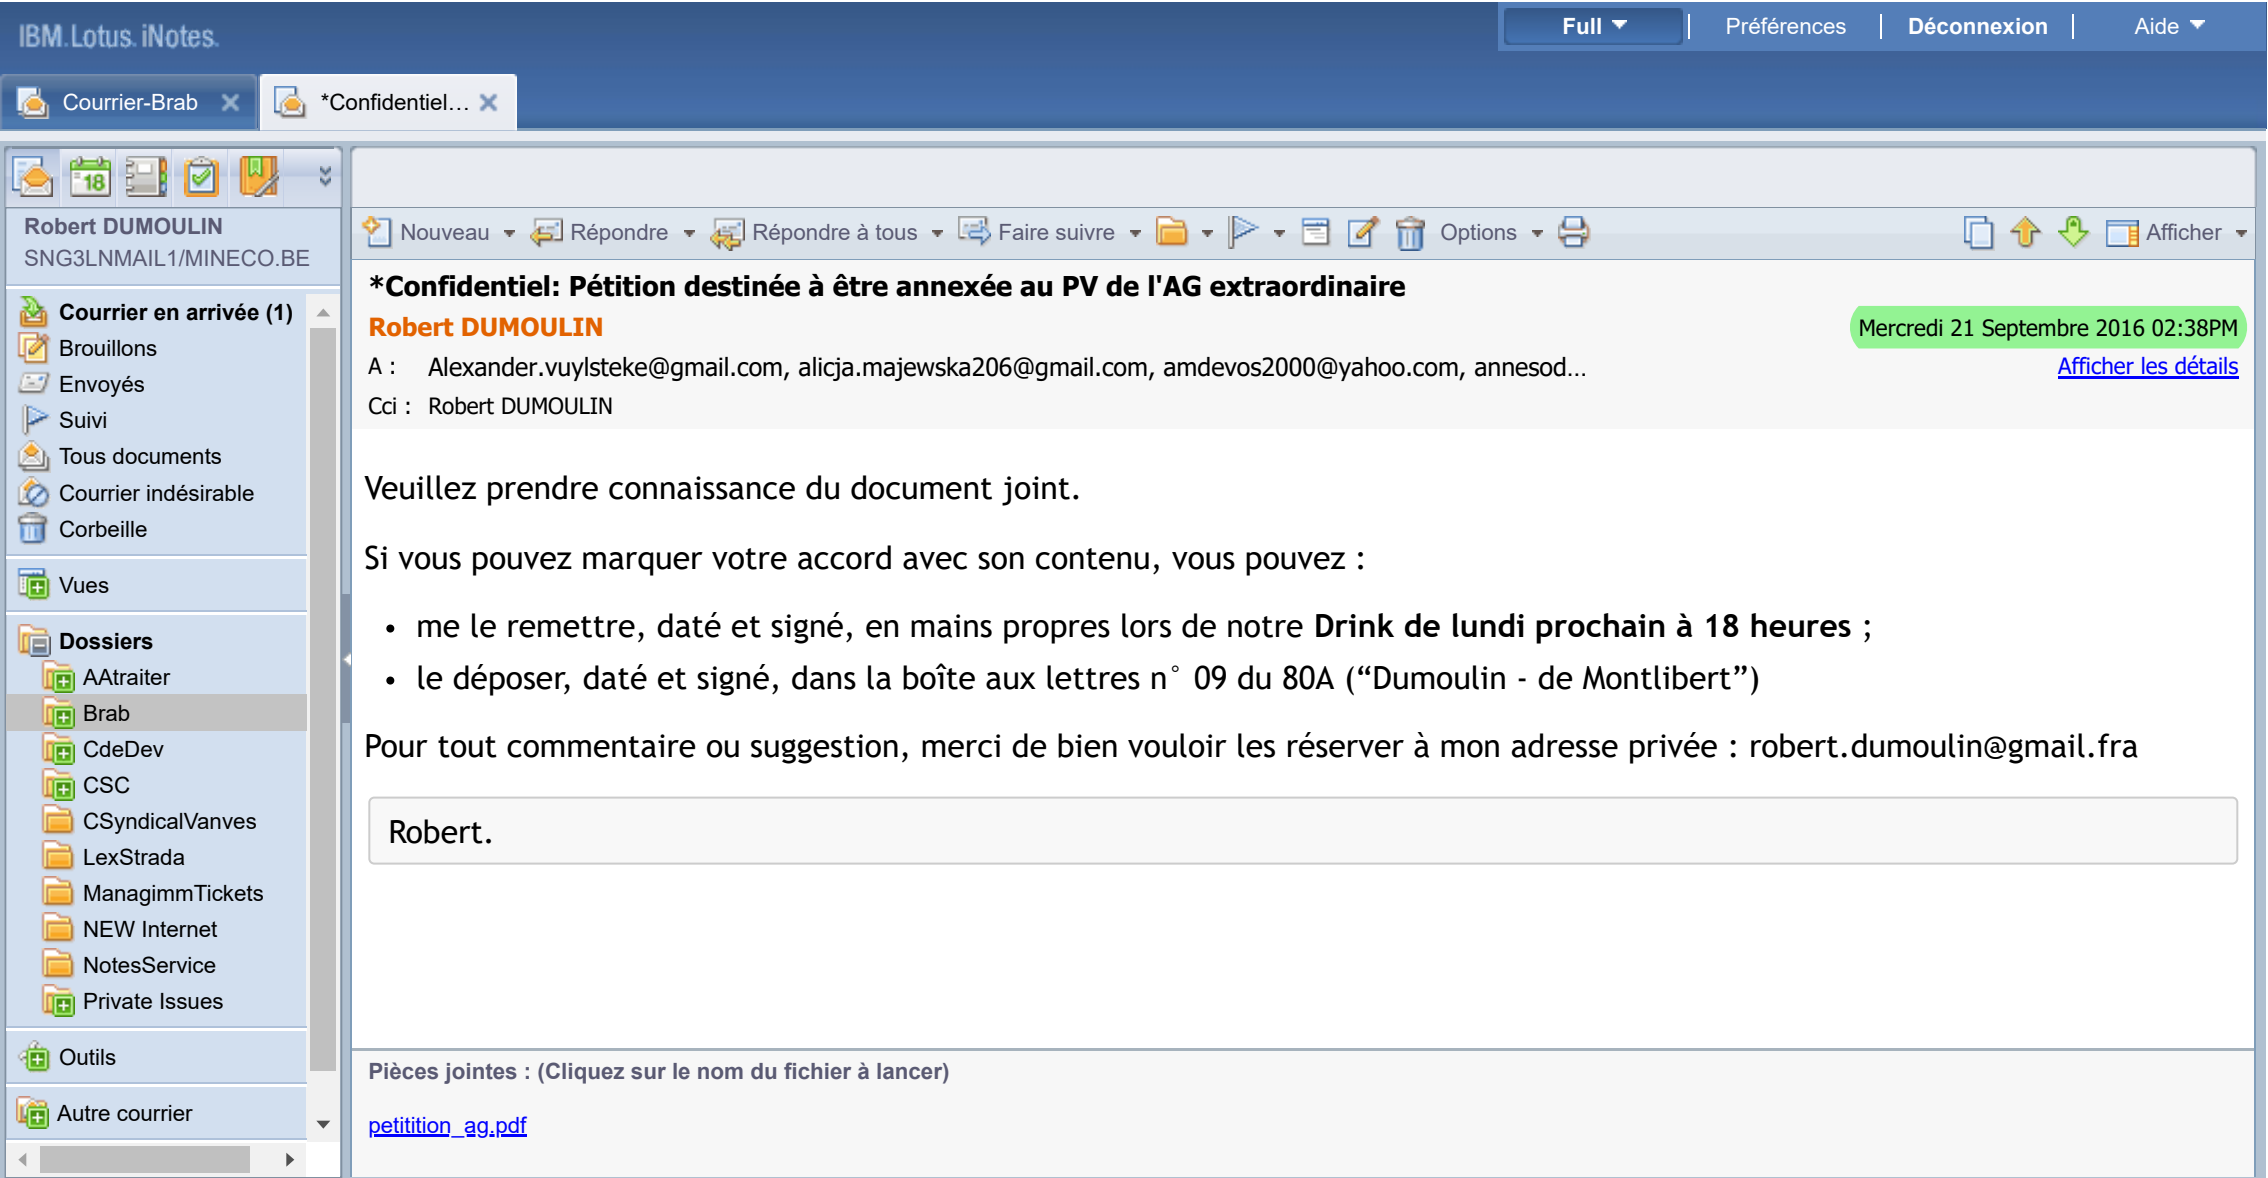 IBM.Lotus.iNotes.
Full
Préférences
Déconnexion
Aide
Courrier-Brab
*Confidentiel...
18
Robert DUMOULIN
SNG3LNMAIL1/MINECO.BE
Courrier en arrivée (1)
Brouillons
Envoyés
Suivi
Tous documents
Courrier indésirable
Corbeille
Vues
Dossiers
AAtraiter
Brab
CdeDev
CSC
CSyndicalVanves
LexStrada
ManagimmTickets
NEW Internet
NotesService
Private Issues
Outils
Autre courrier
Nouveau
Répondre
Répondre à tous
Faire suivre
Options
Afficher
*Confidentiel: Pétition destinée à être annexée au PV de l'AG extraordinaire
Robert DUMOULIN
Mercredi 21 Septembre 2016 02:38PM
A : Alexander.vuylsteke@gmail.com, alicja.majewska206@gmail.com, amdevos2000@yahoo.com, annesod...
Afficher les détails
Cci : Robert DUMOULIN
Veuillez prendre connaissance du document joint.
Si vous pouvez marquer votre accord avec son contenu, vous pouvez :
• me le remettre, daté et signé, en mains propres lors de notre Drink de lundi prochain à 18 heures ;
• le déposer, daté et signé, dans la boîte aux lettres n° 09 du 80A (“Dumoulin - de Montlibert”)
Pour tout commentaire ou suggestion, merci de bien vouloir les réserver à mon adresse privée : robert.dumoulin@gmail.fra
Robert.
Pièces jointes : (Cliquez sur le nom du fichier à lancer)
petitition_ag.pdf